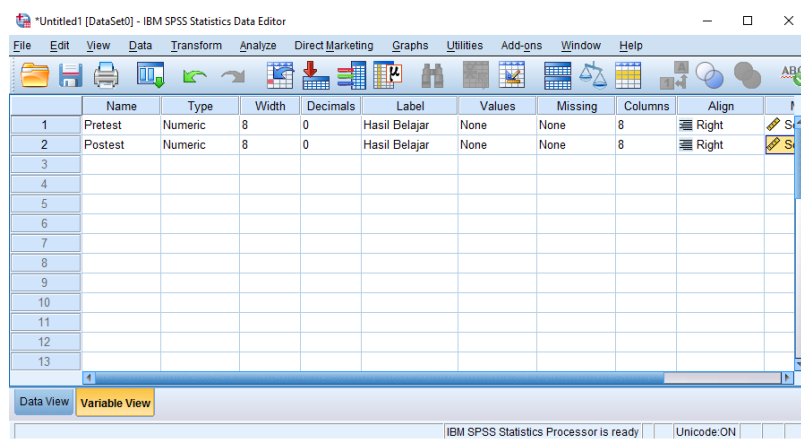 *Untitled1 [DataSet0] - IBM SPSS Statistics Data Editor
File Edit View Data Transform Analyze Direct Marketing Graphs Utilities Add-ons Window Help
Name Type Width Decimals Label Values Missing Columns Align
1 Pretest Numeric 8 0 Hasil Belajar None None 8 Right
2 Postest Numeric 8 0 Hasil Belajar None None 8 Right
3
4
5
6
7
8
9
10
11
12
13
Data View Variable View
IBM SPSS Statistics Processor is ready Unicode:ON